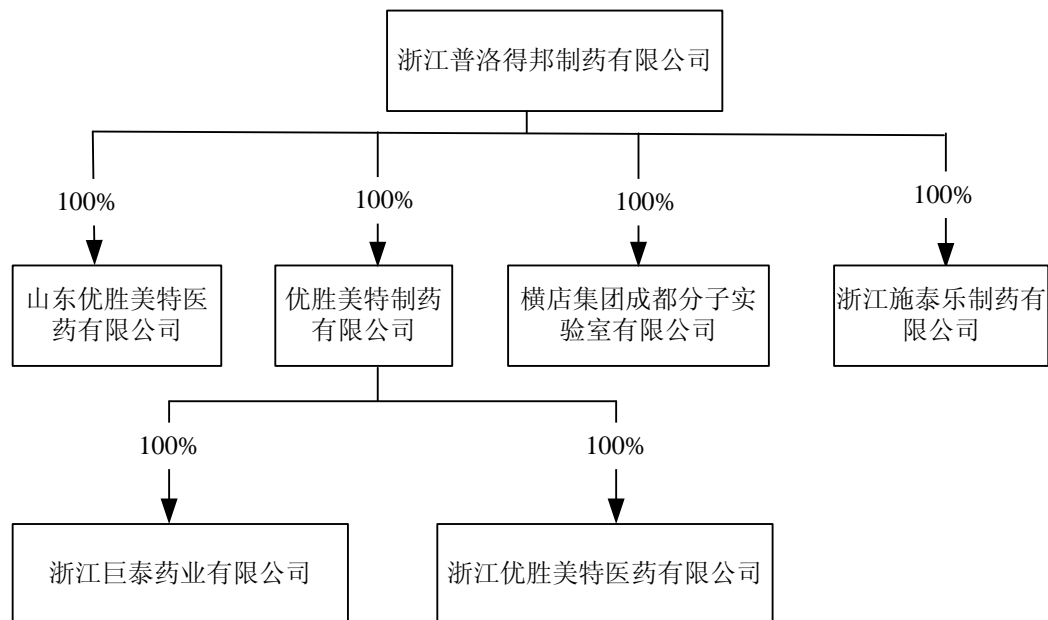 浙江普洛得邦制药有限公司
100%
100%
100%
100%
山东优胜美特医
药有限公司
优胜美特制药
有限公司
横店集团成都分子实
验室有限公司
浙江施泰乐制药有
限公司
100%
100%
浙江巨泰药业有限公司
浙江优胜美特医药有限公司